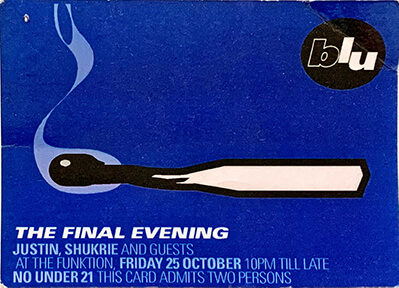 blu
THE FINAL EVENING
JUSTIN, SHUKRIE AND GUESTS
AT THE FUNKTION, FRIDAY 25 OCTOBER 10PM TILL LATE
NO UNDER 21 THIS CARD ADMITS TWO PERSONS